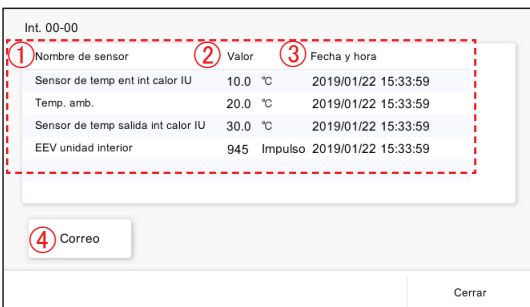 Int. 00-00
① Nombre de sensor ② Valor ③ Fecha y hora
Sensor de temp ent int calor IU 10.0 °C 2019/01/22 15:33:59
Temp. amb. 20.0 °C 2019/01/22 15:33:59
Sensor de temp salida int calor IU 30.0 °C 2019/01/22 15:33:59
EEV unidad interior 945 Impulso 2019/01/22 15:33:59
④ Correo
Cerrar